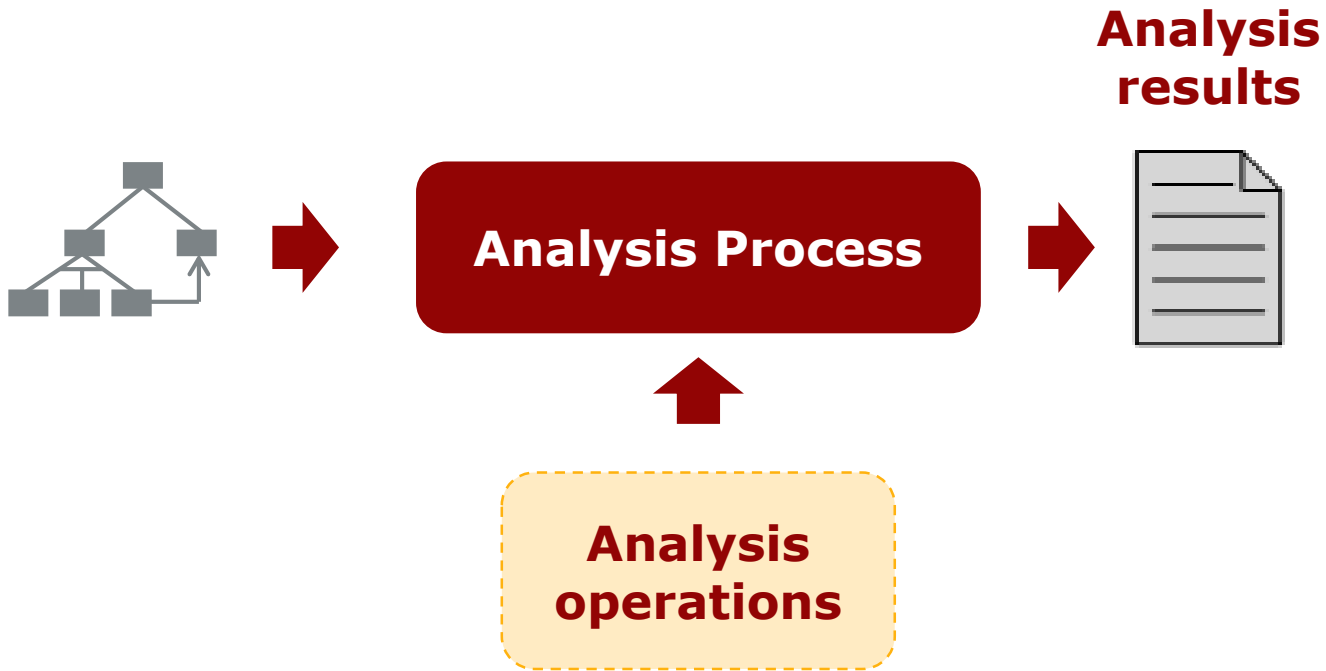 Analysis
results
Analysis Process
Analysis
operations